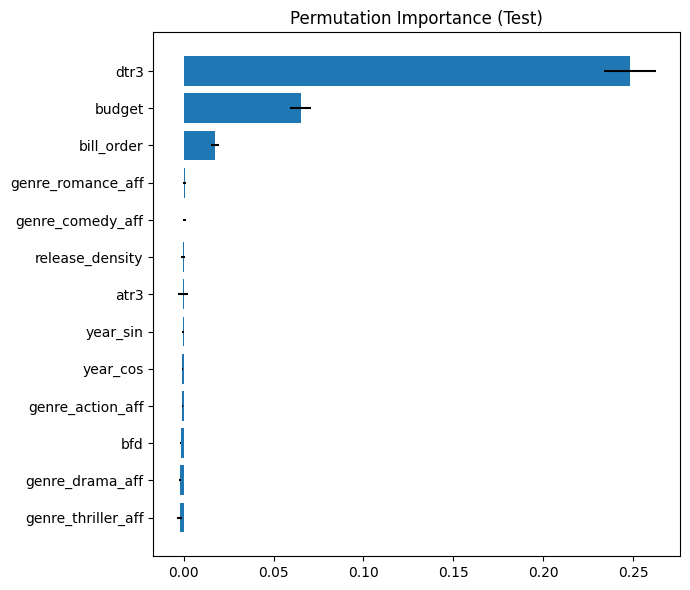 Permutation Importance (Test)
dtr3
budget
bill_order
genre_romance_aff
genre_comedy_aff
release_density
atr3
year_sin
year_cos
genre_action_aff
bfd
genre_drama_aff
genre_thriller_aff
0.00 0.05 0.10 0.15 0.20 0.25